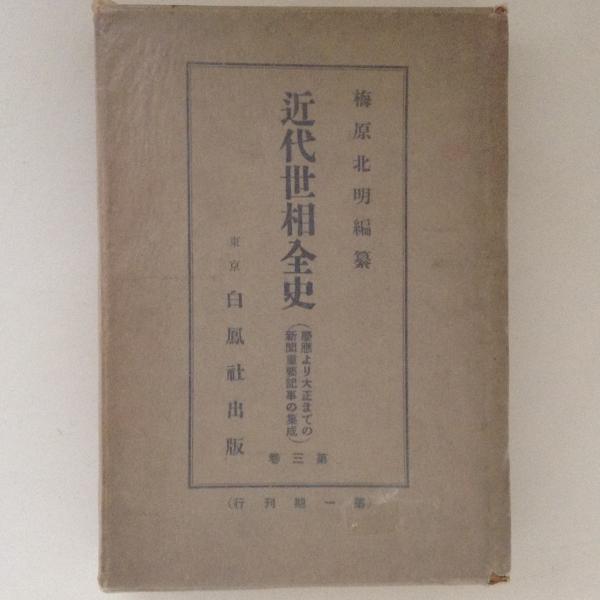 梅原北明編纂
近代世相全史
(慶應より大正までの
新聞重要記事の集成)
第三卷
東京
白鳳社出版
(第一期刊行)